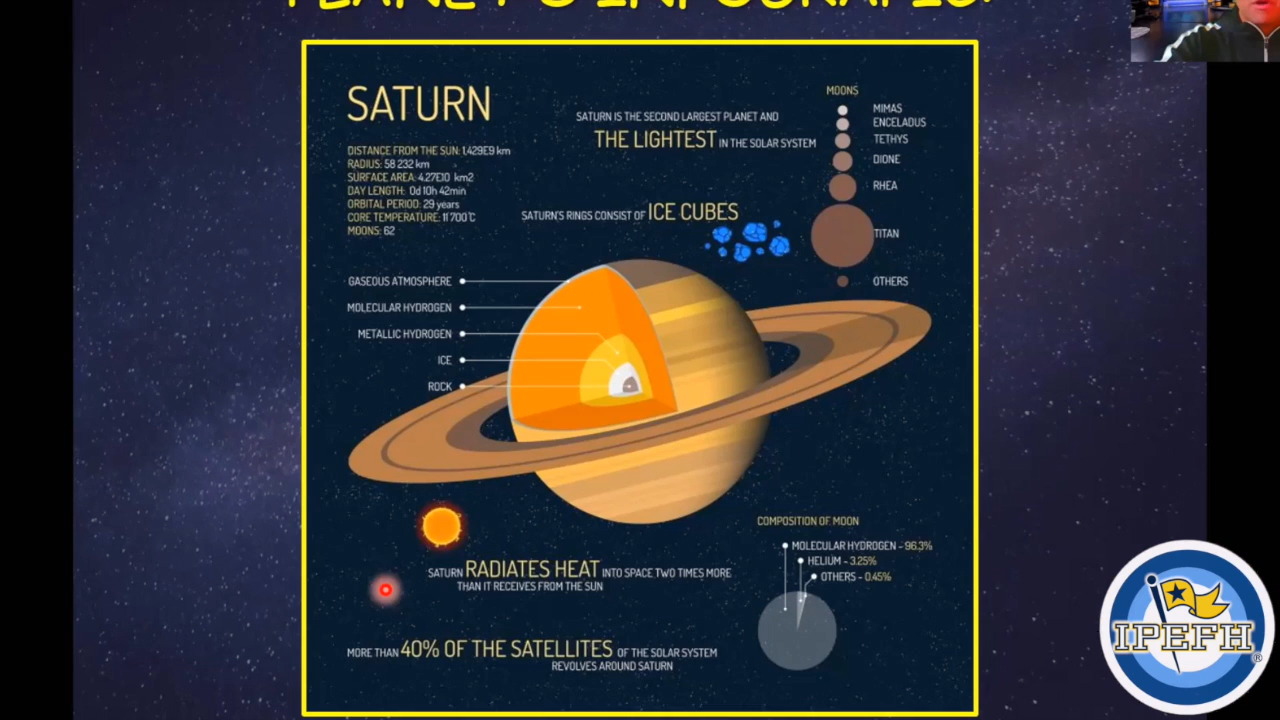 PLANET'S INFOGRAPHIC:
SATURN
DISTANCE FROM THE SUN: 1,429E9 km
RADIUS: 58 232 km
SURFACE AREA: 4.27E10 km2
DAY LENGTH: 0d 10h 42min
ORBITAL PERIOD: 29 years
CORE TEMPERATURE: 11 700°C
MOONS: 62
SATURN IS THE SECOND LARGEST PLANET AND
THE LIGHTEST IN THE SOLAR SYSTEM
SATURN'S RINGS CONSIST OF ICE CUBES
MOONS
MIMAS
ENCELADUS
TETHYS
DIONE
RHEA
TITAN
OTHERS
GASEOUS ATMOSPHERE
MOLECULAR HYDROGEN
METALLIC HYDROGEN
ICE
ROCK
SATURN RADIATES HEAT INTO SPACE TWO TIMES MORE
THAN IT RECEIVES FROM THE SUN
MORE THAN 40% OF THE SATELLITES OF THE SOLAR SYSTEM
REVOLVES AROUND SATURN
COMPOSITION OF MOON
MOLECULAR HYDROGEN - 96.3%
HELIUM - 3.25%
OTHERS - 0.45%
IPEFH
®